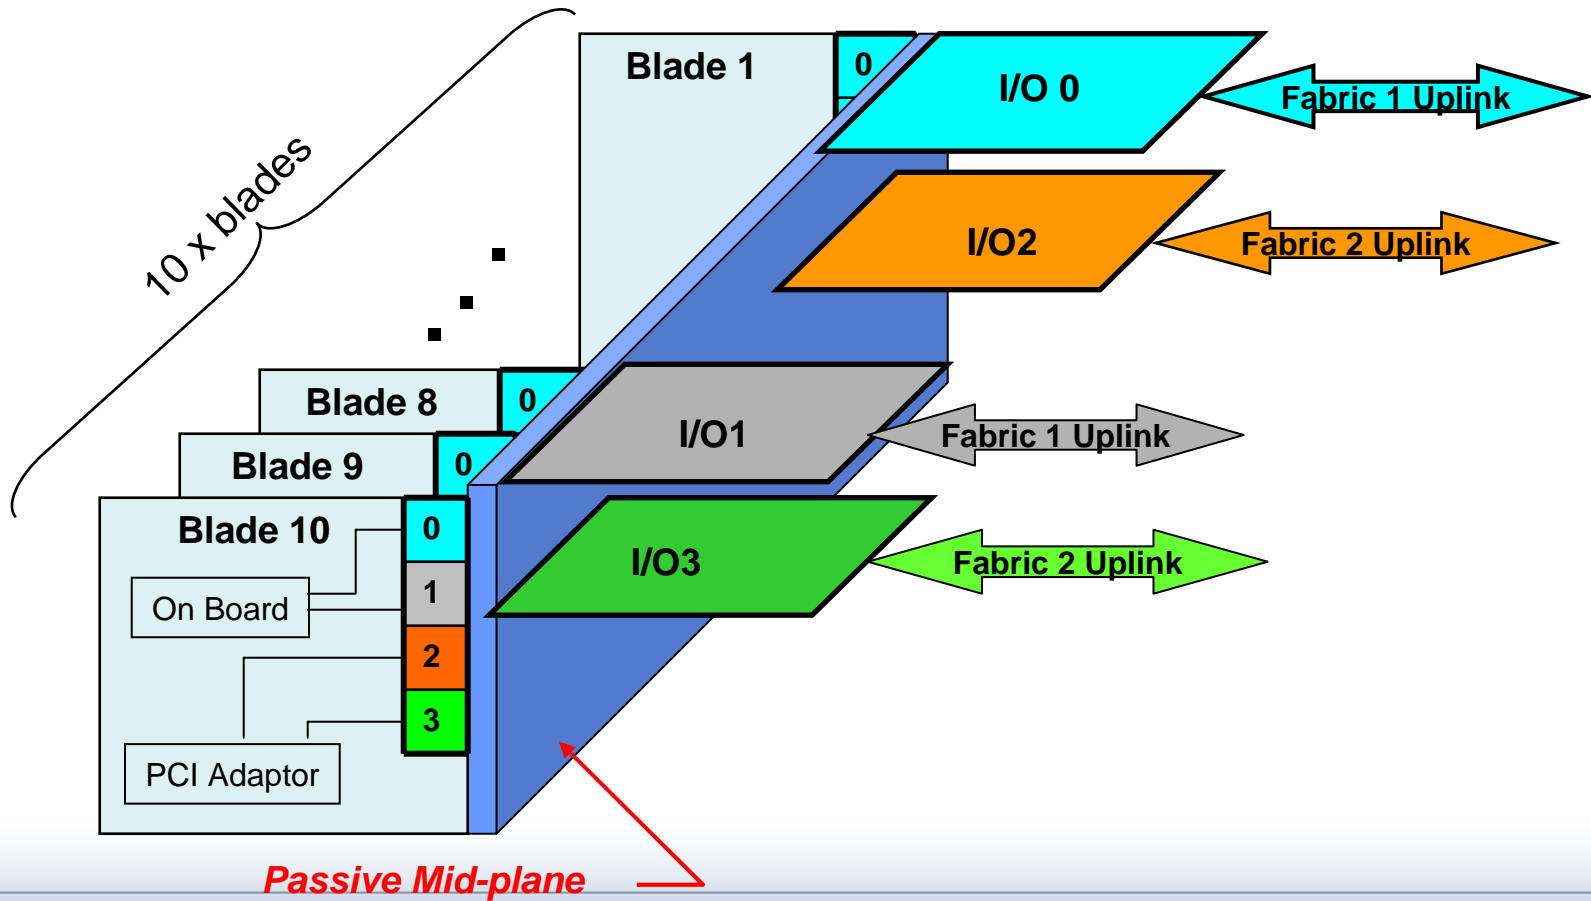 Blade 1
0
I/O 0
Fabric 1 Uplink
10 x blades
I/O2
Fabric 2 Uplink
Blade 8
0
I/O1
Fabric 1 Uplink
Blade 9
0
Blade 10
0
I/O3
Fabric 2 Uplink
On Board
1
2
3
PCI Adaptor
Passive Mid-plane